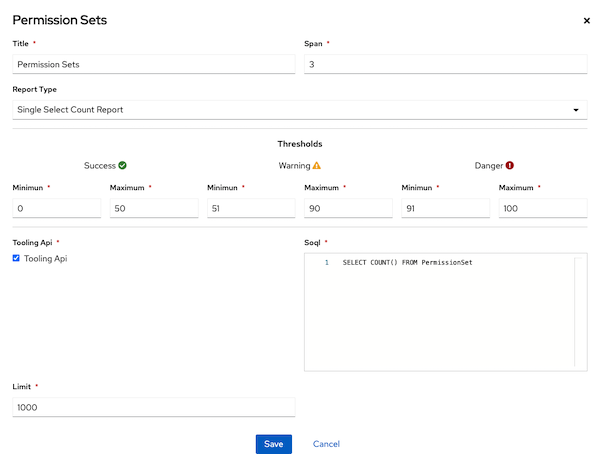 Permission Sets
Title *
Span *
Permission Sets
3
Report Type
Single Select Count Report
Thresholds
Success
Warning
Danger
Minimun *
Maximum *
Minimun *
Maximum *
Minimun *
Maximum *
0
50
51
90
91
100
Tooling Api *
Soql *
Tooling Api
1 SELECT COUNT() FROM PermissionSet
Limit *
1000
Save
Cancel